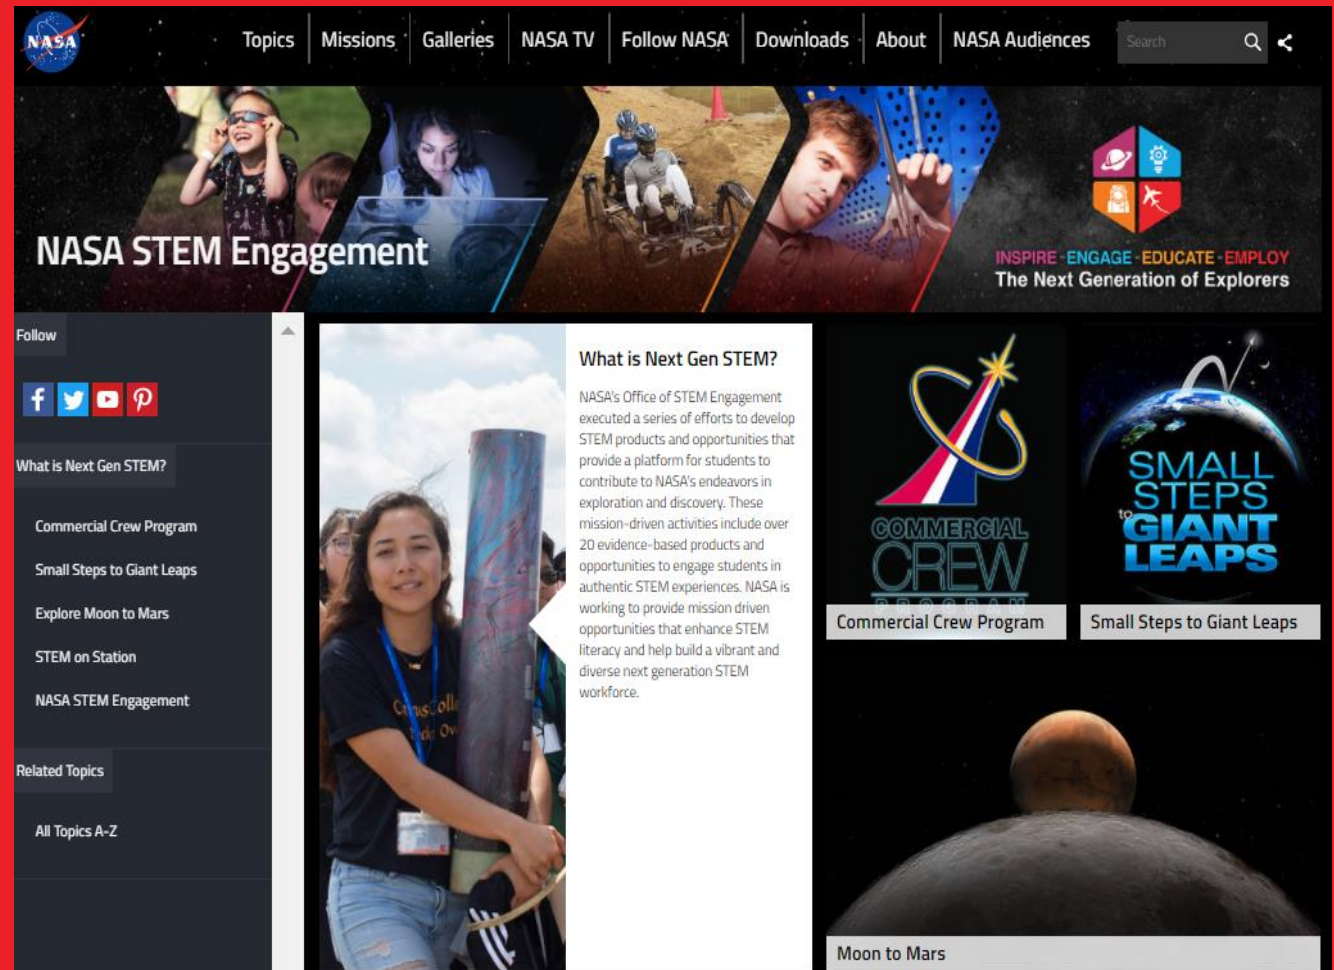 NASA
Topics
Missions
Galleries
NASA TV
Follow NASA
Downloads
About
NASA Audiences
Search
NASA STEM Engagement
INSPIRE - ENGAGE - EDUCATE - EMPLOY
The Next Generation of Explorers
Follow
What is Next Gen STEM?
Commercial Crew Program
Small Steps to Giant Leaps
Explore Moon to Mars
STEM on Station
NASA STEM Engagement
Related Topics
All Topics A-Z
What is Next Gen STEM?
NASA's Office of STEM Engagement
executed a series of efforts to develop
STEM products and opportunities that
provide a platform for students to
contribute to NASA's endeavors in
exploration and discovery. These
mission-driven activities include over
20 evidence-based products and
opportunities to engage students in
authentic STEM experiences. NASA is
working to provide mission driven
opportunities that enhance STEM
literacy and help build a vibrant and
diverse next generation STEM
workforce.
COMMERCIAL
CREW
PROGRAM
Commercial Crew Program
SMALL
STEPS
to GIANT
LEAPS
Small Steps to Giant Leaps
Moon to Mars